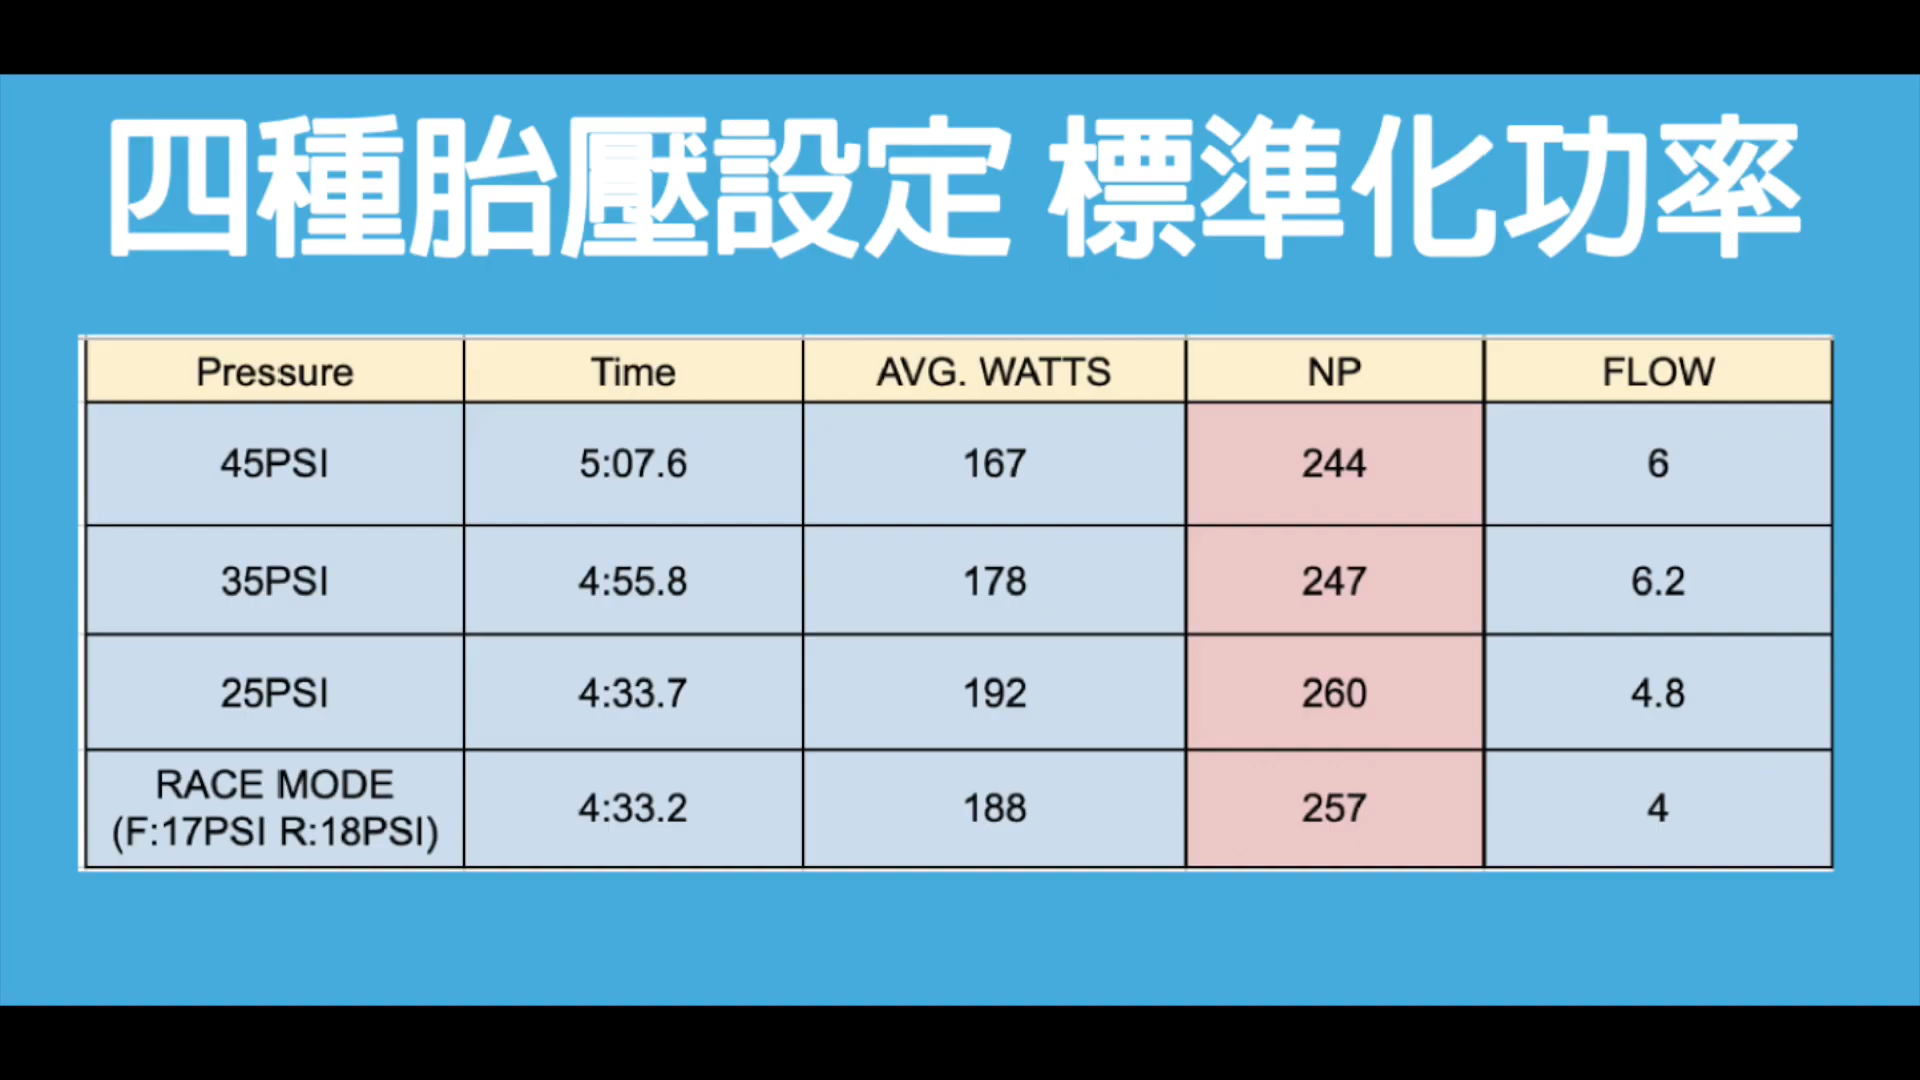 四種胎壓設定 標準化功率
Pressure Time AVG. WATTS NP FLOW
45PSI 5:07.6 167 244 6
35PSI 4:55.8 178 247 6.2
25PSI 4:33.7 192 260 4.8
RACE MODE
(F:17PSI R:18PSI) 4:33.2 188 257 4